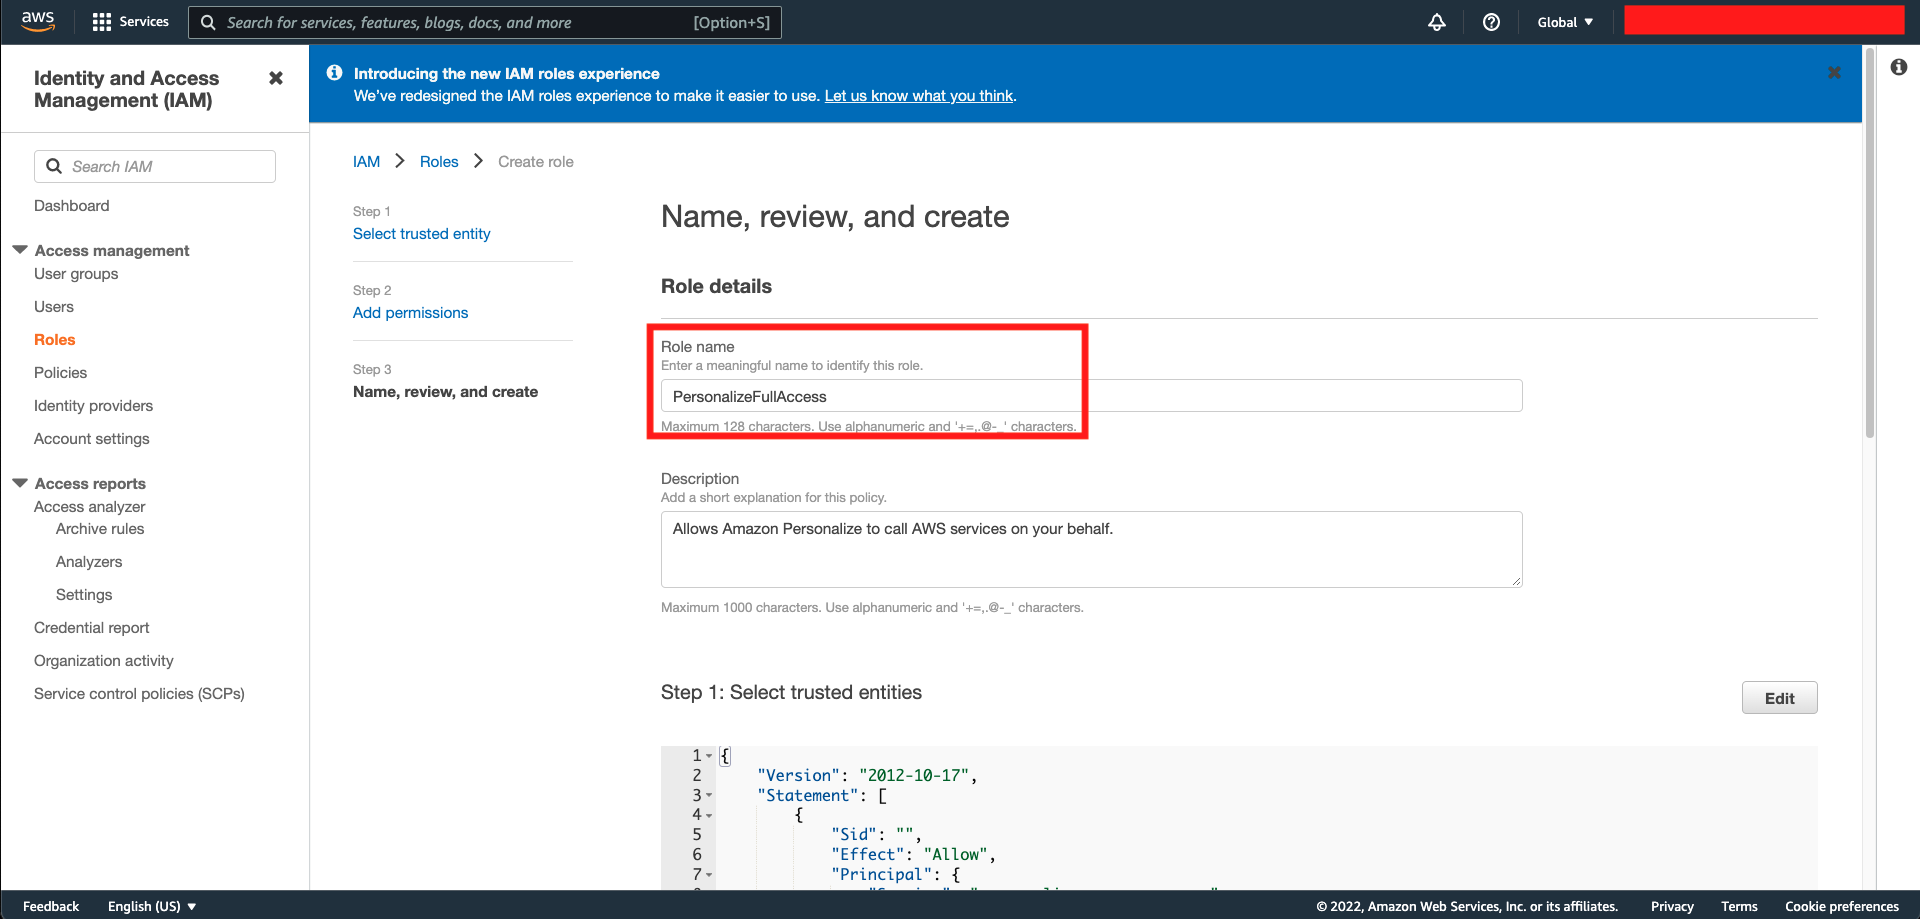 aws
Services
Search for services, features, blogs, docs, and more
[Option+S]
Global
Identity and Access
Management (IAM)
Search IAM
Dashboard
Access management
User groups
Users
Roles
Policies
Identity providers
Account settings
Access reports
Access analyzer
Archive rules
Analyzers
Settings
Credential report
Organization activity
Service control policies (SCPs)
Introducing the new IAM roles experience
We've redesigned the IAM roles experience to make it easier to use. Let us know what you think.
IAM > Roles > Create role
Step 1
Select trusted entity
Step 2
Add permissions
Step 3
Name, review, and create
Name, review, and create
Role details
Role name
Enter a meaningful name to identify this role.
PersonalizeFullAccess
Maximum 128 characters. Use alphanumeric and '+=,.@-_' characters.
Description
Add a short explanation for this policy.
Allows Amazon Personalize to call AWS services on your behalf.
Maximum 1000 characters. Use alphanumeric and '+=,.@-_' characters.
Step 1: Select trusted entities
Edit
1 {
2 "Version": "2012-10-17",
3 "Statement": [
4 {
5 "Sid": "",
6 "Effect": "Allow",
7 "Principal": {
Feedback
English (US)
© 2022, Amazon Web Services, Inc. or its affiliates.
Privacy
Terms
Cookie preferences